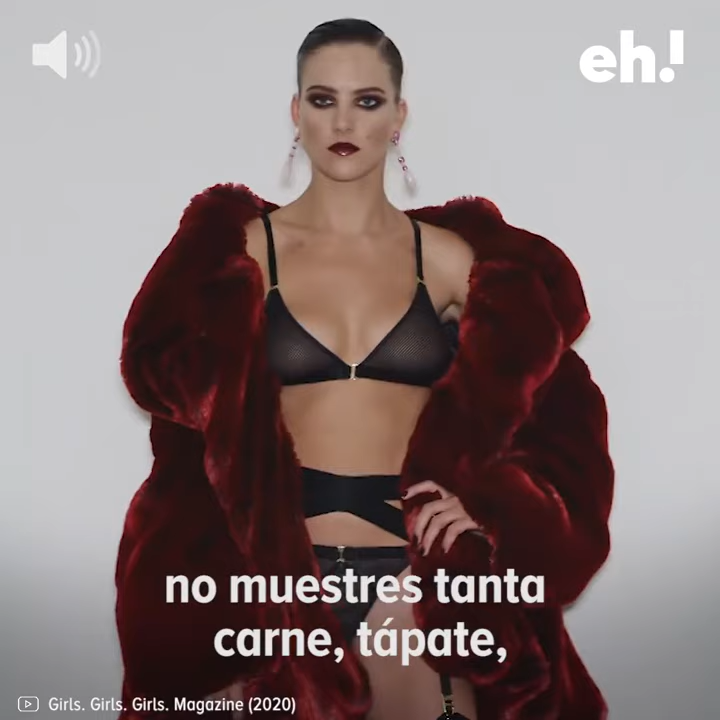 eh!
no muestres tanta
carne, tápate,
Girls. Girls. Girls. Magazine (2020)